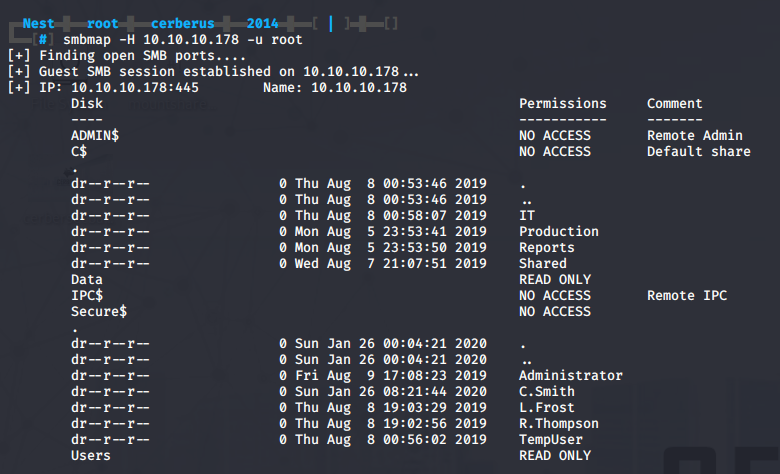 Nest root cerberus 2014 [ | ] []
[#] smbmap -H 10.10.10.178 -u root
[+] Finding open SMB ports....
[+] Guest SMB session established on 10.10.10.178...
[+] IP: 10.10.10.178:445 Name: 10.10.10.178
Disk Permissions Comment
---- ----------- -------
ADMIN$ NO ACCESS Remote Admin
C$ NO ACCESS Default share
.
dr--r--r-- 0 Thu Aug 8 00:53:46 2019 .
dr--r--r-- 0 Thu Aug 8 00:53:46 2019 ..
dr--r--r-- 0 Thu Aug 8 00:58:07 2019 IT
dr--r--r-- 0 Mon Aug 5 23:53:41 2019 Production
dr--r--r-- 0 Mon Aug 5 23:53:50 2019 Reports
dr--r--r-- 0 Wed Aug 7 21:07:51 2019 Shared
Data READ ONLY
IPC$ NO ACCESS Remote IPC
Secure$ NO ACCESS
.
dr--r--r-- 0 Sun Jan 26 00:04:21 2020 .
dr--r--r-- 0 Sun Jan 26 00:04:21 2020 ..
dr--r--r-- 0 Fri Aug 9 17:08:23 2019 Administrator
dr--r--r-- 0 Sun Jan 26 08:21:44 2020 C.Smith
dr--r--r-- 0 Thu Aug 8 19:03:29 2019 L.Frost
dr--r--r-- 0 Thu Aug 8 19:02:56 2019 R.Thompson
dr--r--r-- 0 Thu Aug 8 00:56:02 2019 TempUser
Users READ ONLY